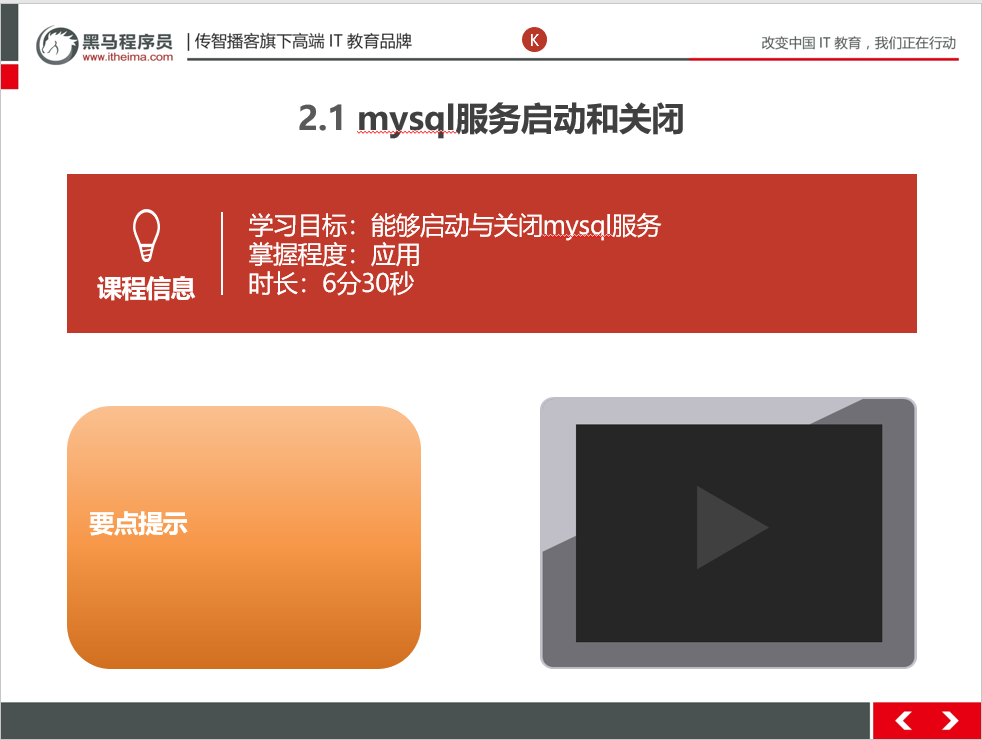 黑马程序员
www.itheima.com
传智播客旗下高端 IT 教育品牌
K
改变中国 IT 教育，我们正在行动
2.1 mysql服务启动和关闭
课程信息
学习目标：能够启动与关闭mysql服务
掌握程度：应用
时长：6分30秒
要点提示